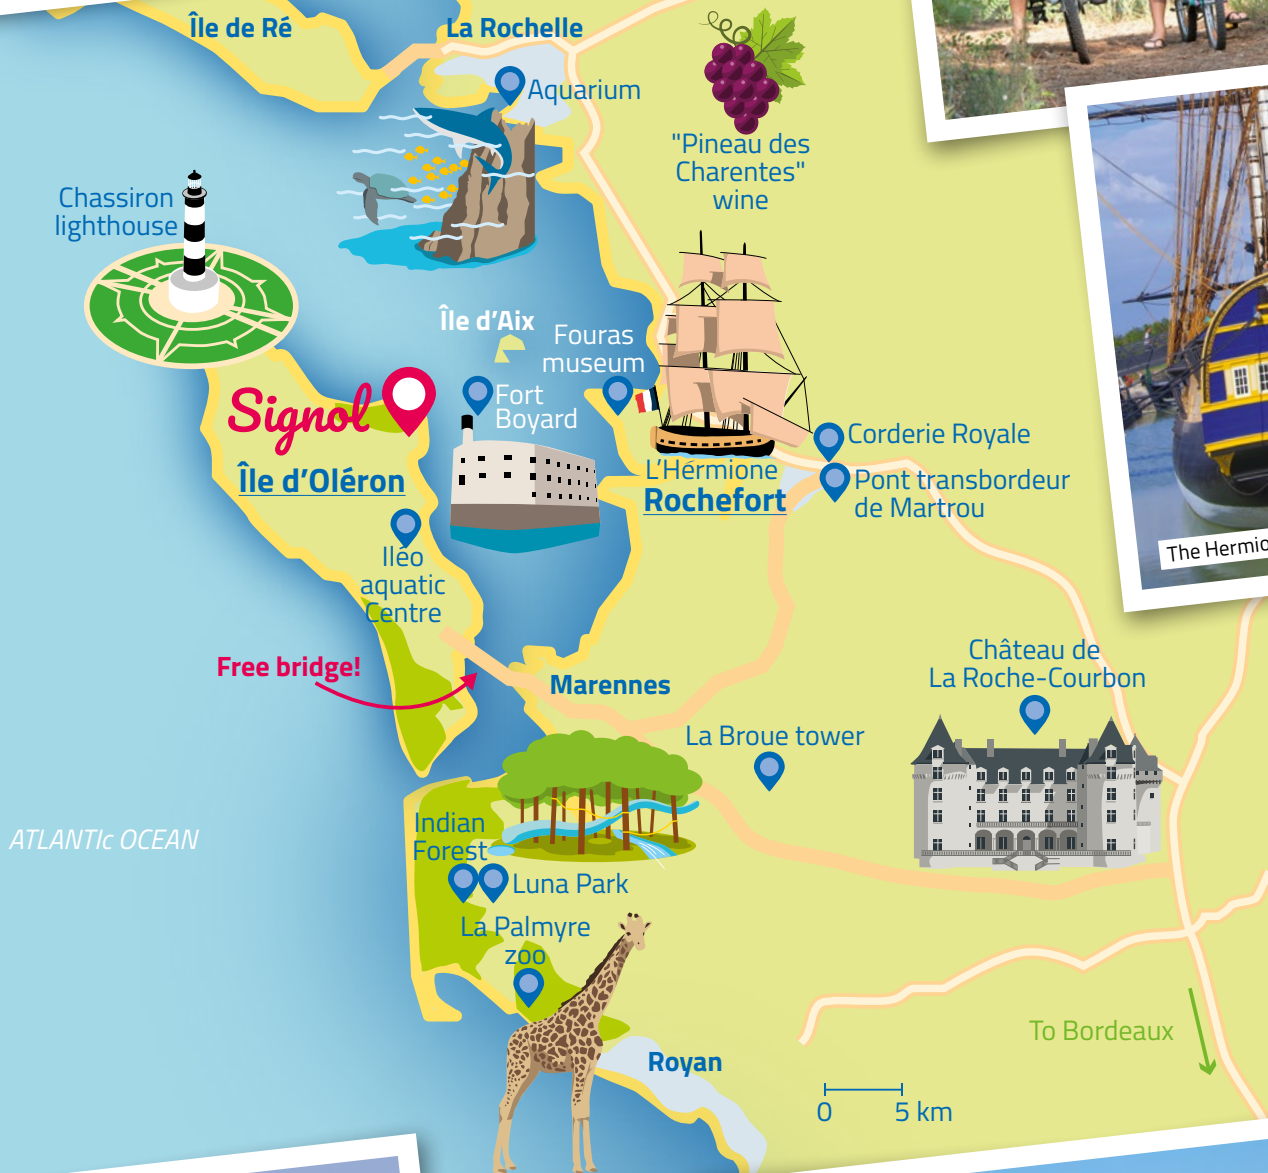 Île de Ré
La Rochelle
Aquarium
"Pineau des
Charentes"
wine
Chassiron
lighthouse
Île d'Aix
Fouras
museum
Signol
Fort
Boyard
Île d'Oléron
L'Hérmione
Rochefort
Corderie Royale
Pont transbordeur
de Martrou
The Hermio
Iléo
aquatic
Centre
Free bridge!
Marennes
Château de
La Roche-Courbon
La Broue tower
ATLANTIc OCEAN
Indian
Forest
Luna Park
La Palmyre
zoo
To Bordeaux
Royan
0 5 km